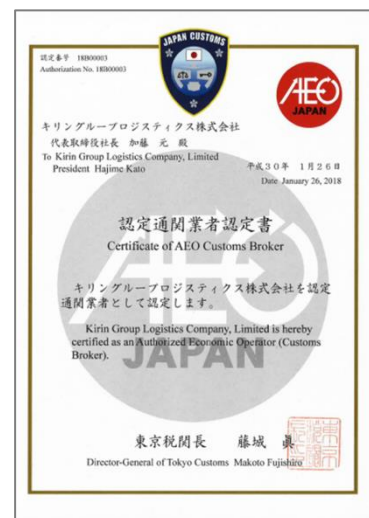 JAPAN CUSTOMS
認定番号 18B00003
Authorization No. 18B00003
AEO
JAPAN
キリングループロジスティクス株式会社
代表取締役社長 加藤 元 殿
To Kirin Group Logistics Company, Limited
President Hajime Kato
平成30年 1月26日
Date January 26, 2018
認定通関業者認定書
Certificate of AEO Customs Broker
キリングループロジスティクス株式会社を認定
通関業者として認定します。
Kirin Group Logistics Company, Limited is hereby
certified as an Authorized Economic Operator (Customs
Broker).
AEO
JAPAN
東京税関長 藤城 眞
Director-General of Tokyo Customs Makoto Fujishiro